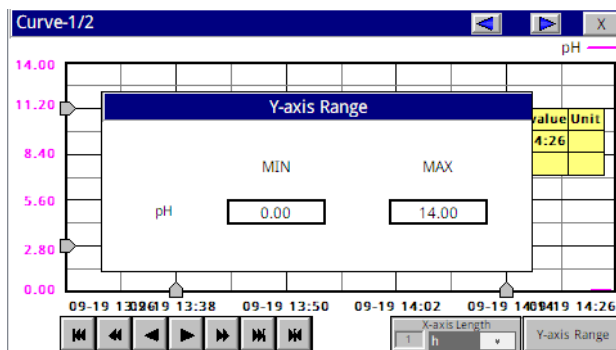 Curve-1/2
X
pH
14.00
11.20
8.40
5.60
2.80
0.00
Y-axis Range
MIN
MAX
pH
0.00
14.00
value Unit
4:26
09-19 13:38
09-19 13:50
09-19 14:02
09-19 14:26
X-axis Length
1
h
Y-axis Range